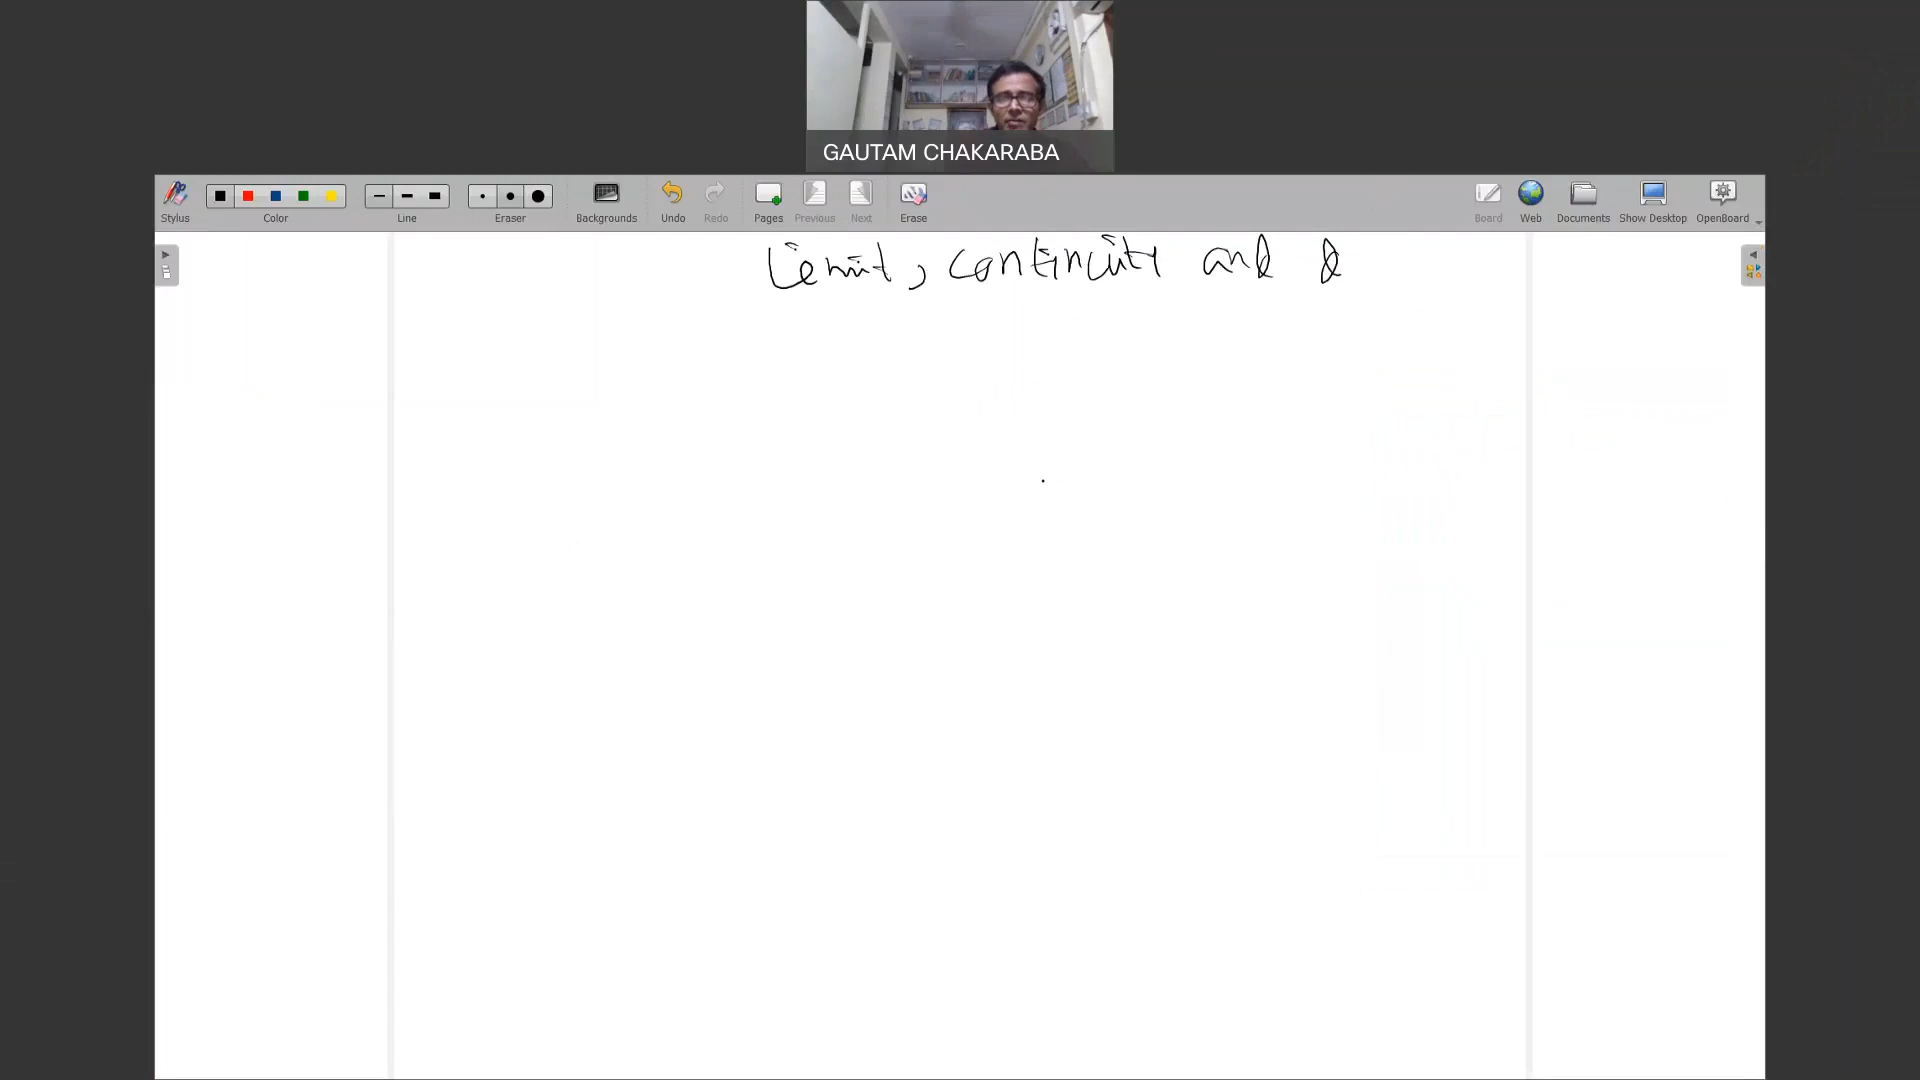 GAUTAM CHAKARABA
Stylus Color Line Eraser Backgrounds Undo Redo Pages Previous Next Erase Board Web Documents Show Desktop OpenBoard
Limit, continuity and d